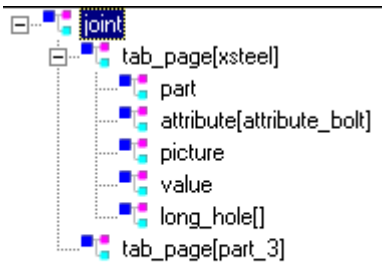 joint
tab_page[xsteel]
part
attribute[attribute_bolt]
picture
value
long_hole[]
tab_page[part_3]